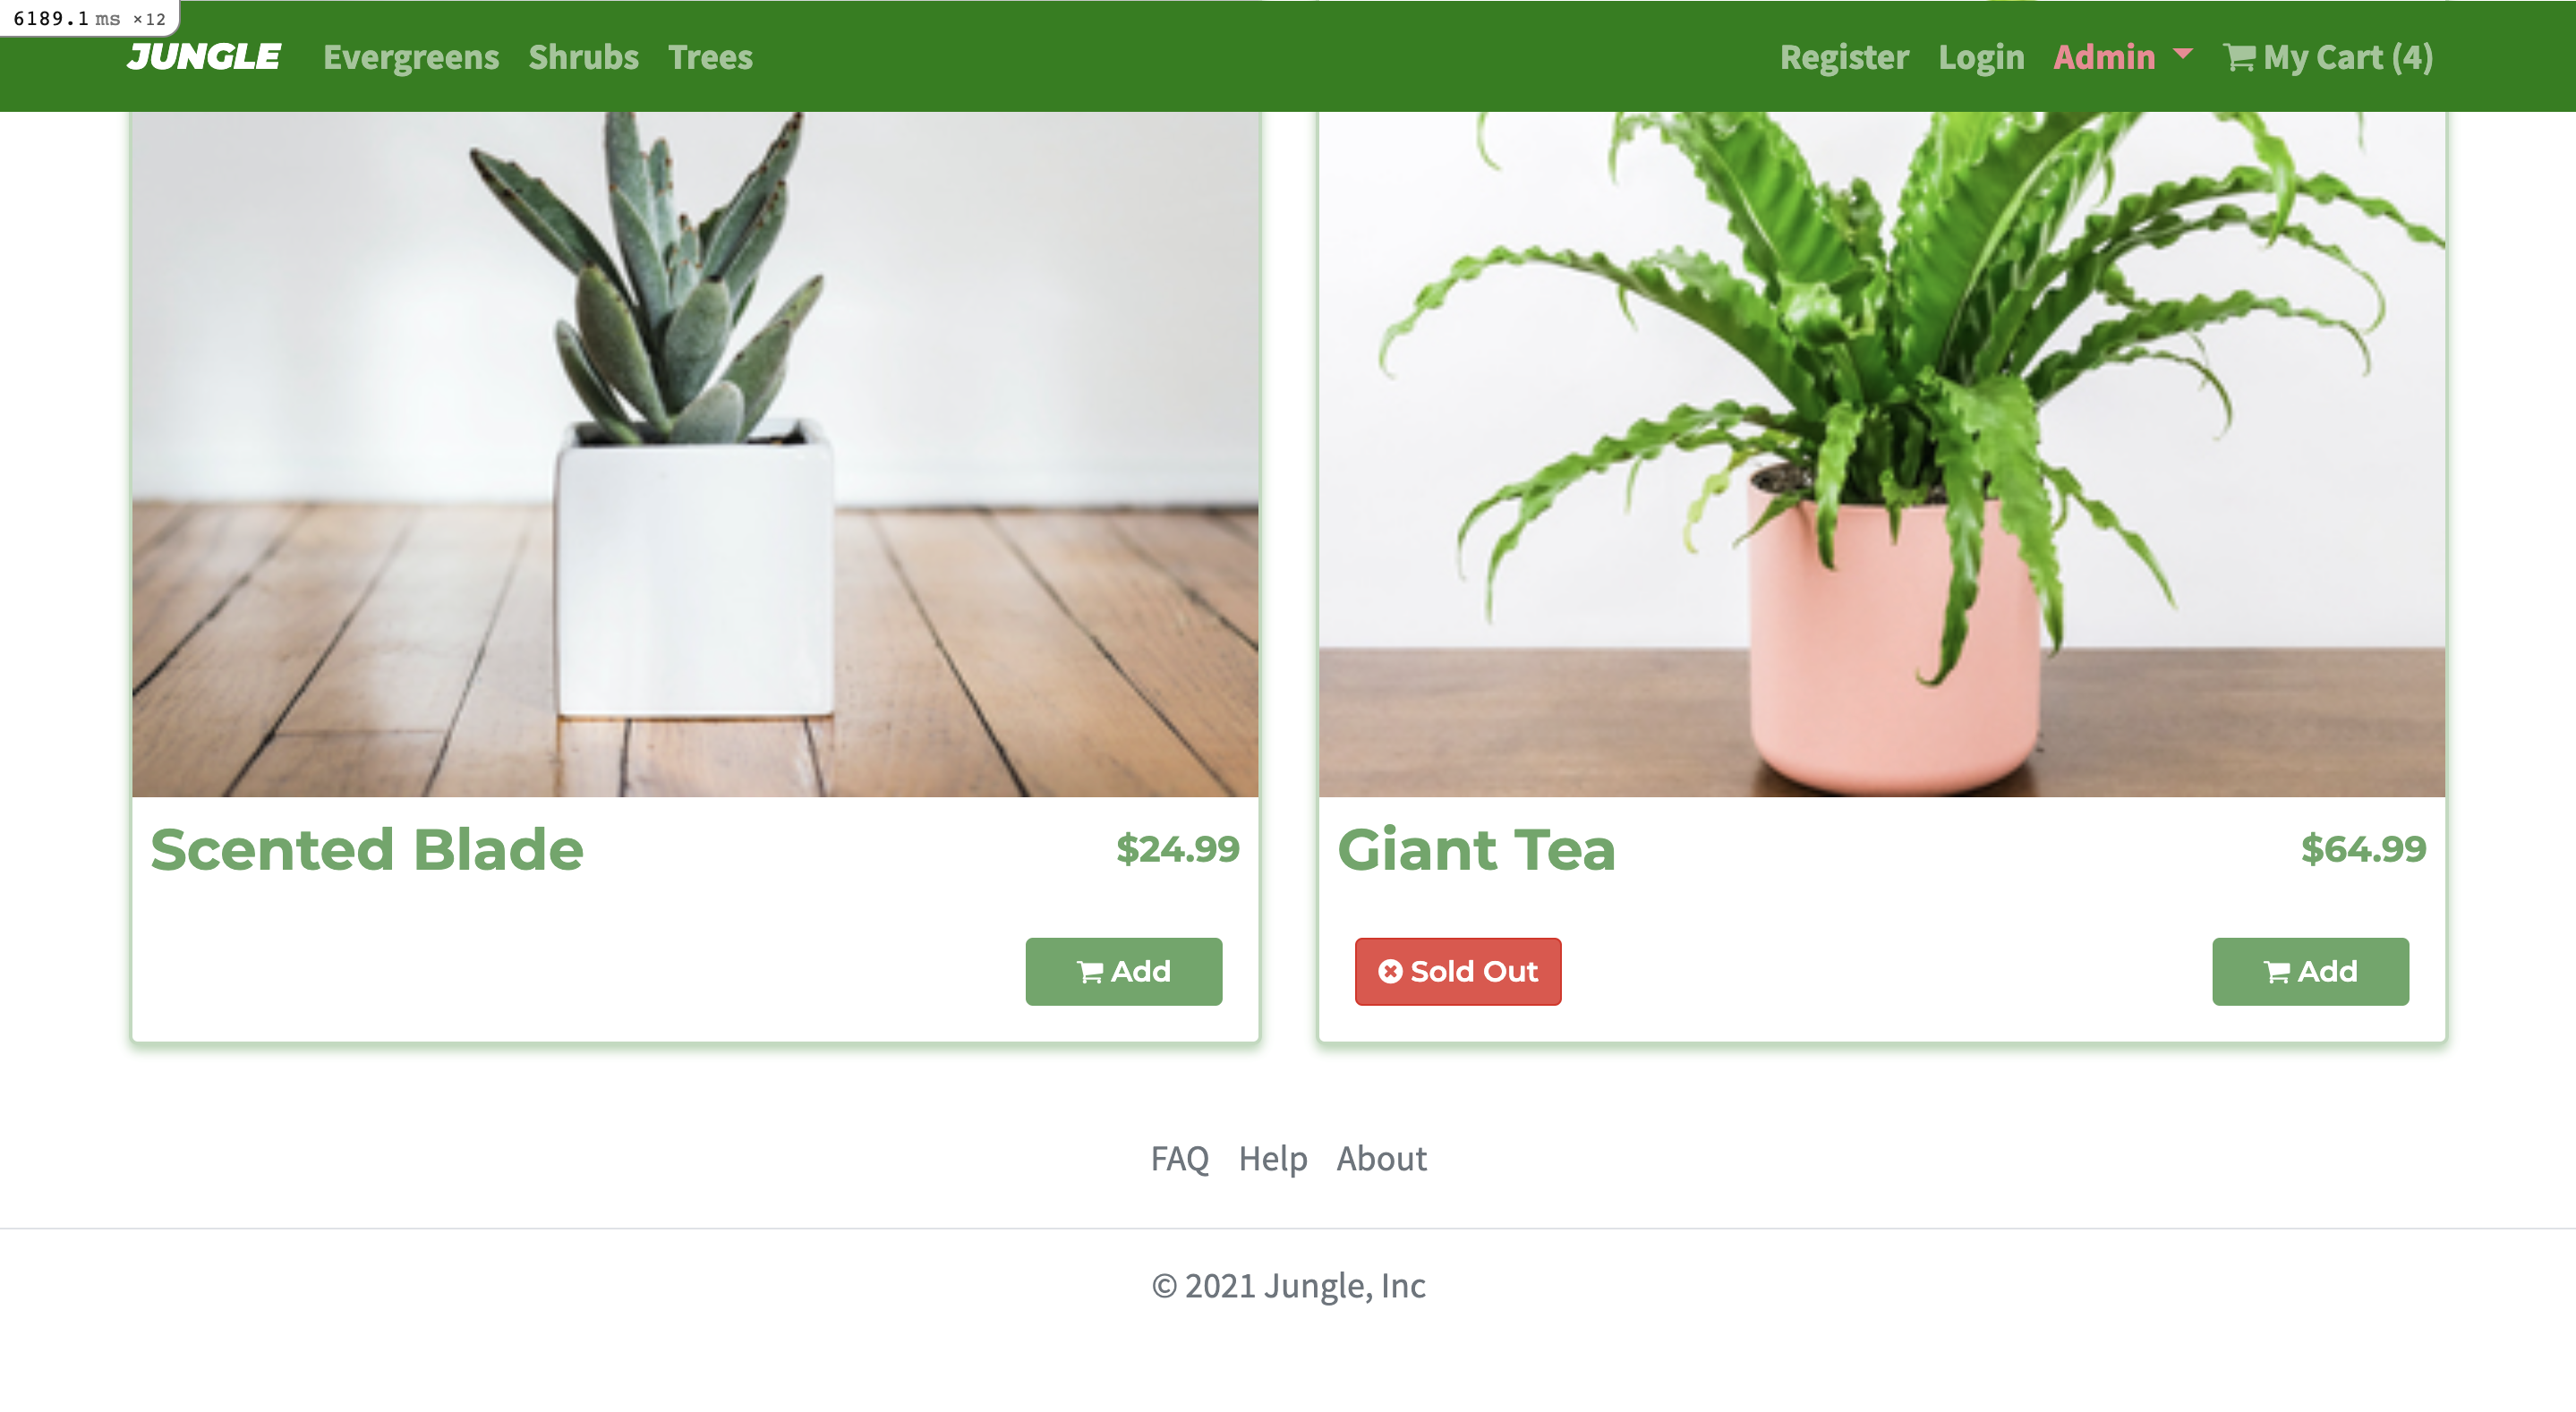 6189.1 ms ×12
JUNGLE Evergreens Shrubs Trees Register Login Admin My Cart (4)
Scented Blade $24.99
Add
Giant Tea $64.99
Sold Out Add
FAQ Help About
© 2021 Jungle, Inc